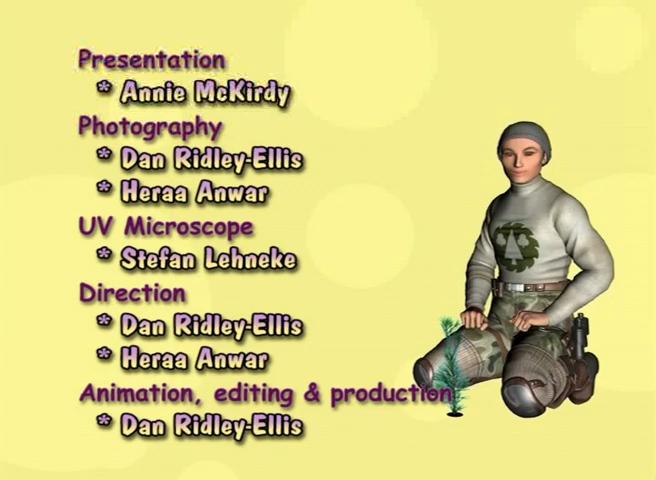 Presentation
* Annie McKirdy
Photography
* Dan Ridley-Ellis
* Heraa Anwar
UV Microscope
* Stefan Lehneke
Direction
* Dan Ridley-Ellis
* Heraa Anwar
Animation, editing & production
* Dan Ridley-Ellis